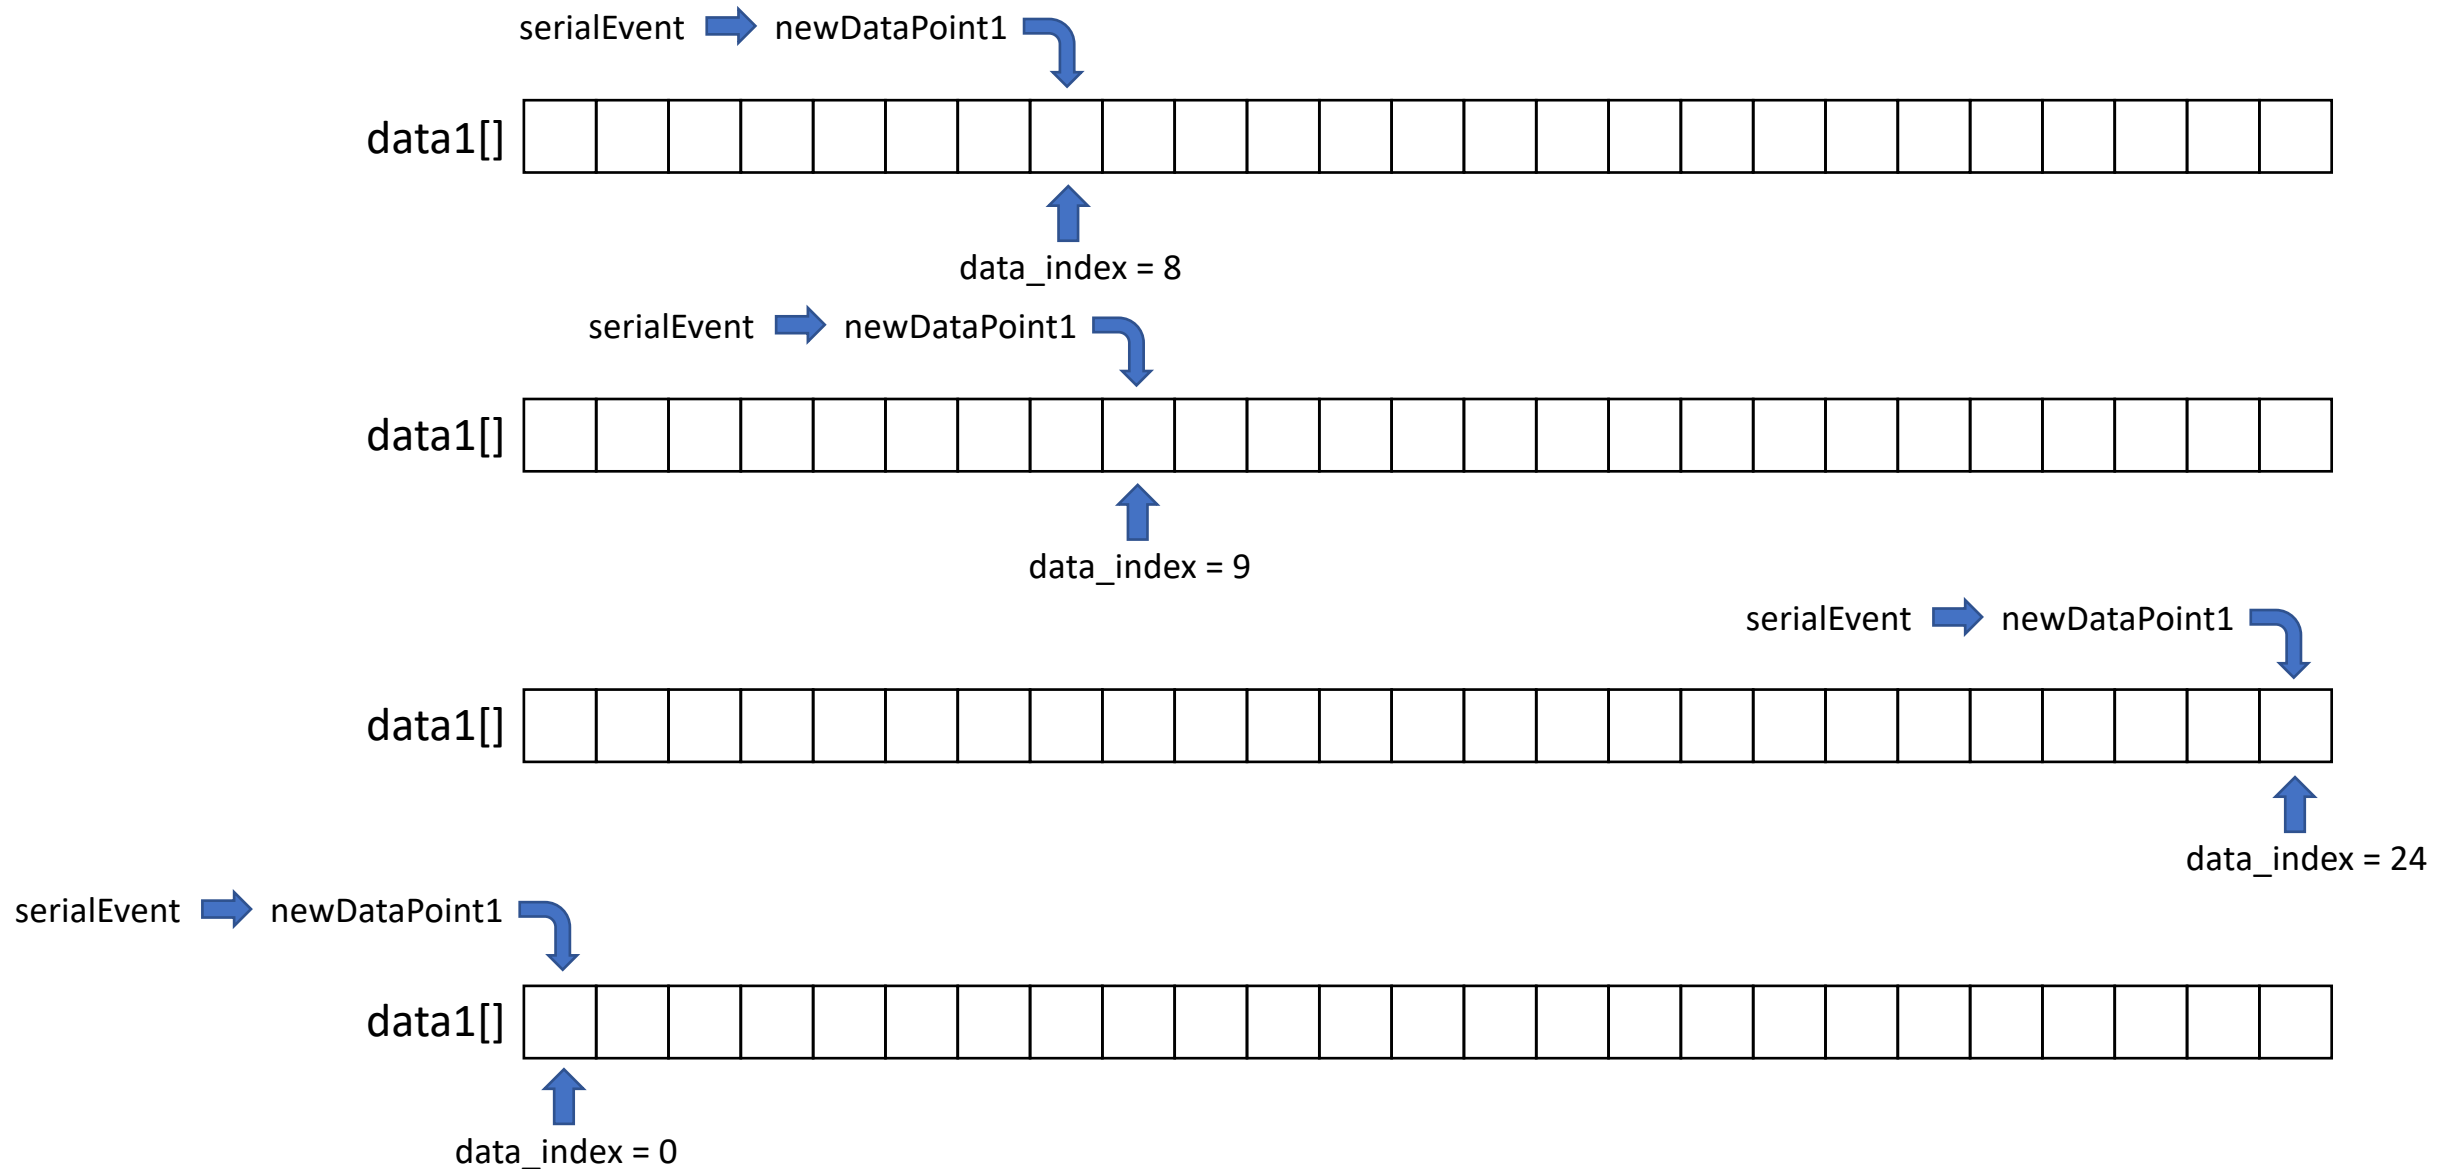 serialEvent newDataPoint1
data1[]
data_index = 8
serialEvent newDataPoint1
data1[]
data_index = 9
serialEvent newDataPoint1
data1[]
data_index = 24
serialEvent newDataPoint1
data1[]
data_index = 0